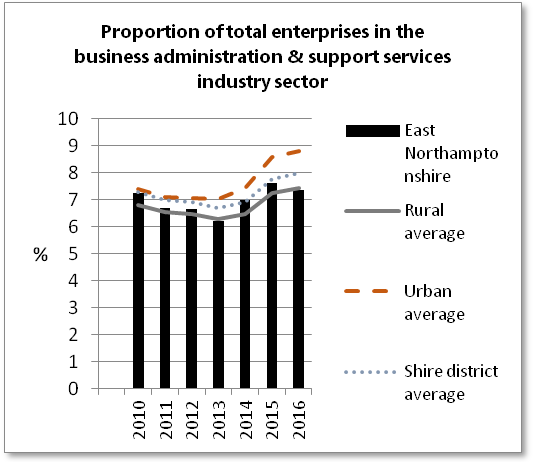 Proportion of total enterprises in the
business administration & support services
industry sector
10
9
8
7
6
5
4
3
2
1
0
%
2010
2011
2012
2013
2014
2015
2016
East
Northampto
nshire
Rural
average
Urban
average
Shire district
average